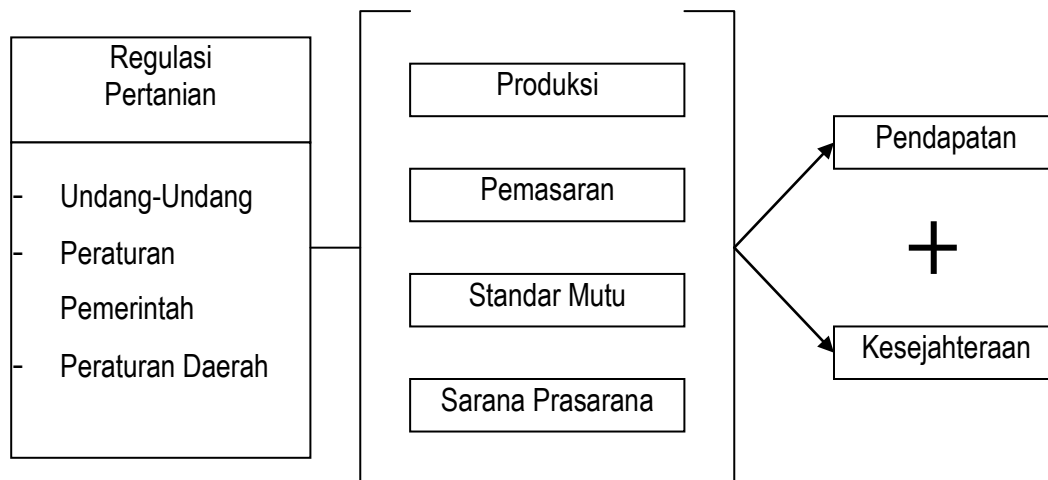 Regulasi
Pertanian
- Undang-Undang
- Peraturan
Pemerintah
- Peraturan Daerah
Produksi
Pemasaran
Standar Mutu
Sarana Prasarana
Pendapatan
+
Kesejahteraan